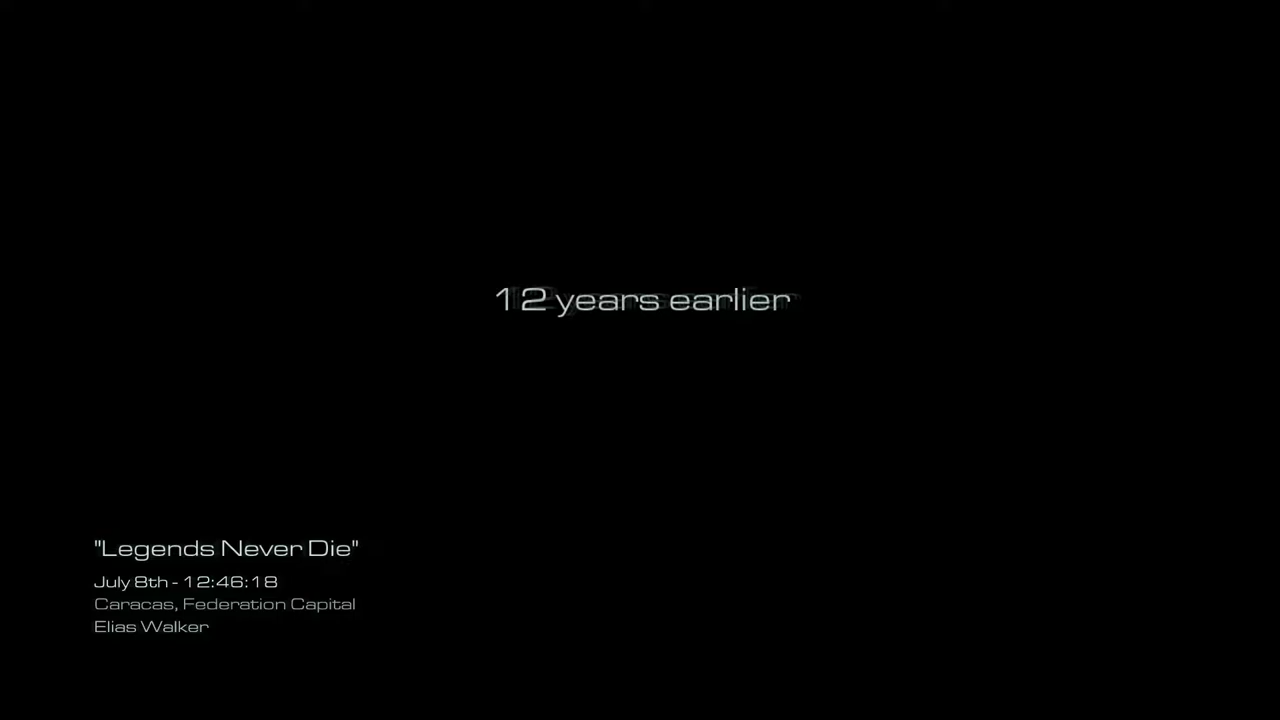 12 years earlier
"Legends Never Die"
July 8th - 12:46:18
Caracas, Federation Capital
Elias Walker